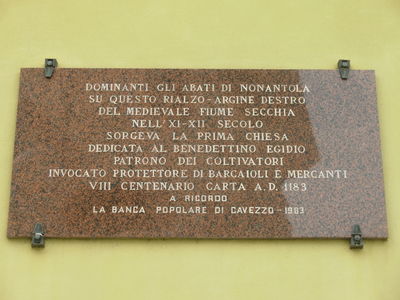 DOMINANTI GLI ABATI DI NONANTOLA
SU QUESTO RIALZO-ARGINE DESTRO
DEL MEDIEVALE FIUME SECCHIA
NELL'XI-XII SECOLO
SORGEVA LA PRIMA CHIESA
DEDICATA AL BENEDETTINO EGIDIO
PATRONO DEI COLTIVATORI
INVOCATO PROTETTORE DI BARCAIOLI E MERCANTI
VIII CENTENARIO CARTA A.D. 1183
A RICORDO
LA BANCA POPOLARE DI CAVEZZO-1983